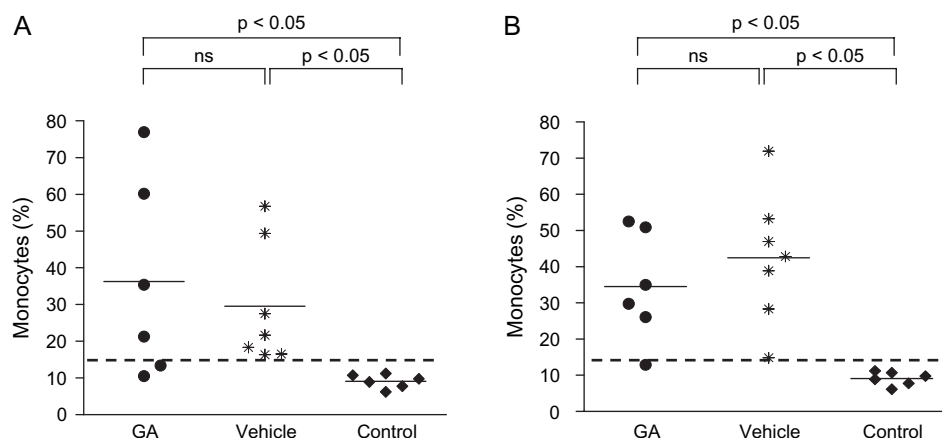 A
p < 0.05
ns
p < 0.05
Monocytes (%)
80
70
60
50
40
30
20
10
0
GA
Vehicle
Control
B
p < 0.05
ns
p < 0.05
Monocytes (%)
80
70
60
50
40
30
20
10
0
GA
Vehicle
Control